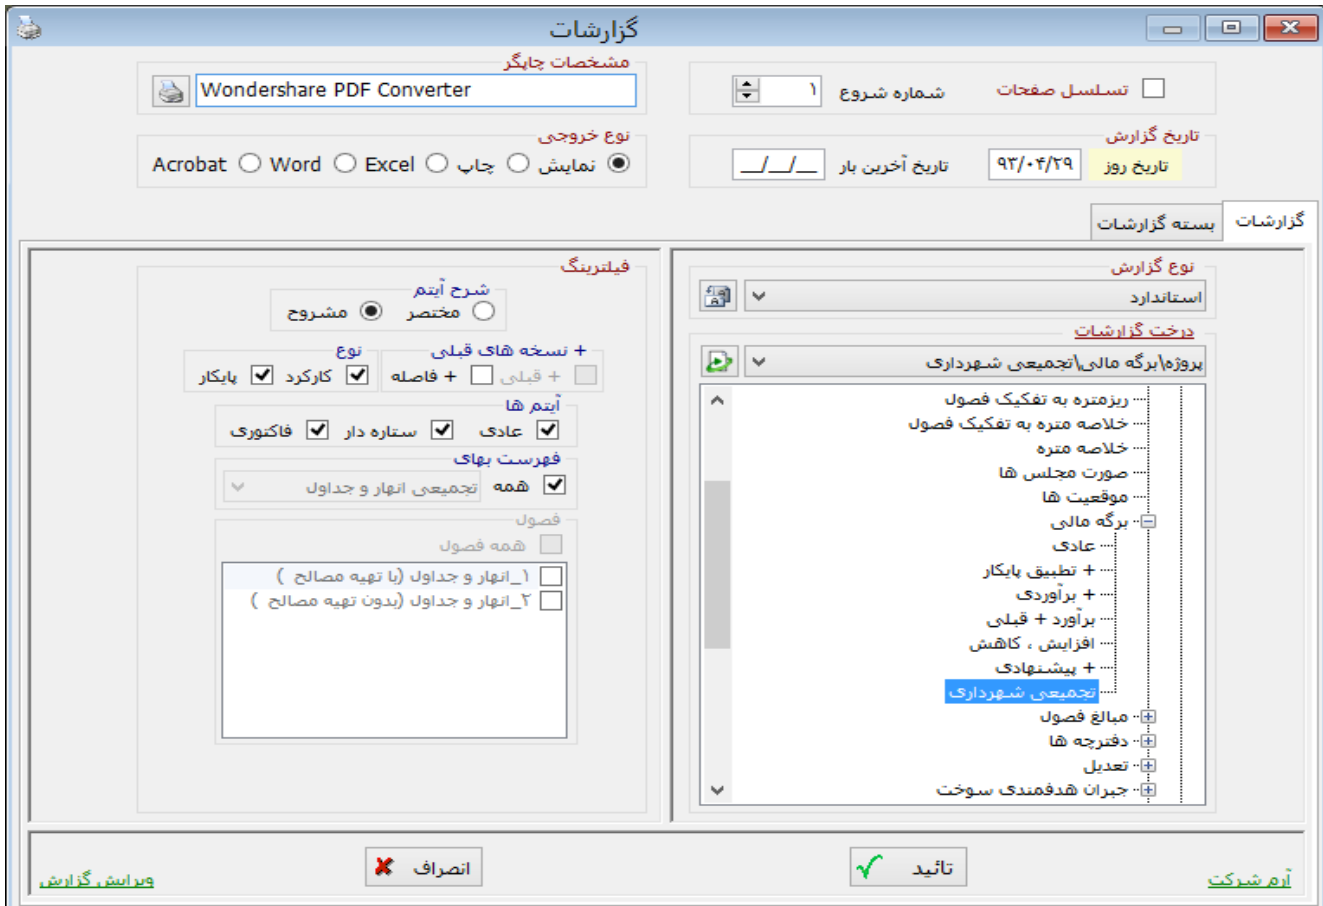 گزارشات
تسلسل صفحات
شماره شروع ۱
مشخصات چاپگر
Wondershare PDF Converter
تاریخ گزارش
تاریخ روز ۹۳/۰۴/۲۹
تاریخ آخرین بار __/__/__
نوع خروجی
نمایش چاپ Excel Word Acrobat
گزارشات
بسته گزارشات
نوع گزارش
استاندارد
درخت گزارشات
پروژه\برگه مالی\تجمیعی شهرداری
ریزمتره به تفکیک فصول
خلاصه متره به تفکیک فصول
خلاصه متره
صورت مجلس ها
موقعیت ها
برگه مالی
عادی
+ تطبیق پایکار
+ برآوردی
برآورد + قبلی
افزایش ، کاهش
+ پیشنهادی
تجمیعی شهرداری
مبالغ فصول
دفترچه ها
تعدیل
جبران هدفمندی سوخت
فیلترینگ
شرح آیتم
مختصر مشروح
+ نسخه های قبلی
+ قبلی + فاصله
نوع
کارکرد پایکار
آیتم ها
عادی ستاره دار فاکتوری
فهرست بهای
همه تجمیعی انهار و جداول
فصول
همه فصول
۱_انهار و جداول (با تهیه مصالح )
۲_انهار و جداول (بدون تهیه مصالح )
آرم شرکت
تائید
انصراف
ویرایش گزارش